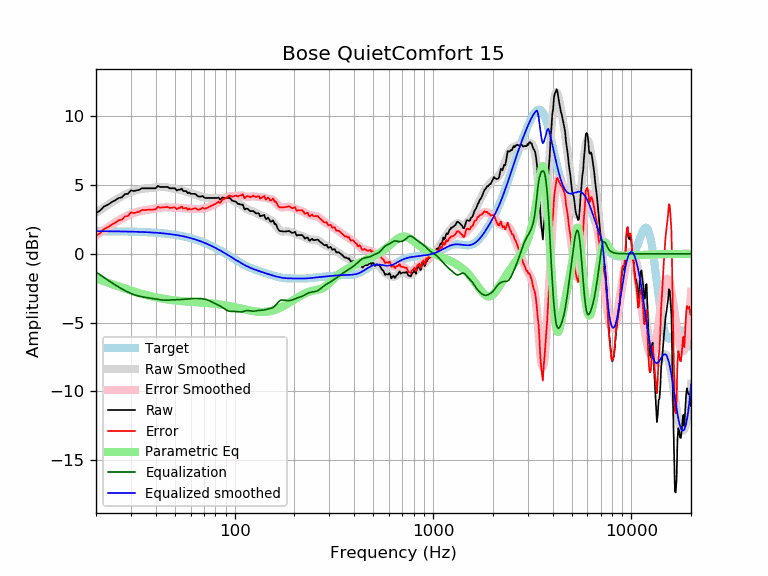 Bose QuietComfort 15
Amplitude (dBr)
10
5
0
−5
−10
−15
Target
Raw Smoothed
Error Smoothed
Raw
Error
Parametric Eq
Equalization
Equalized smoothed
100
1000
10000
Frequency (Hz)